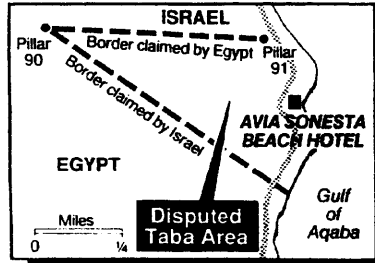 ISRAEL
Pillar
90
Border claimed by Egypt
Pillar
91
Border claimed by Israel
AVIA SONESTA
BEACH HOTEL
EGYPT
Miles
0 ¼
Disputed
Taba Area
Gulf
of
Aqaba